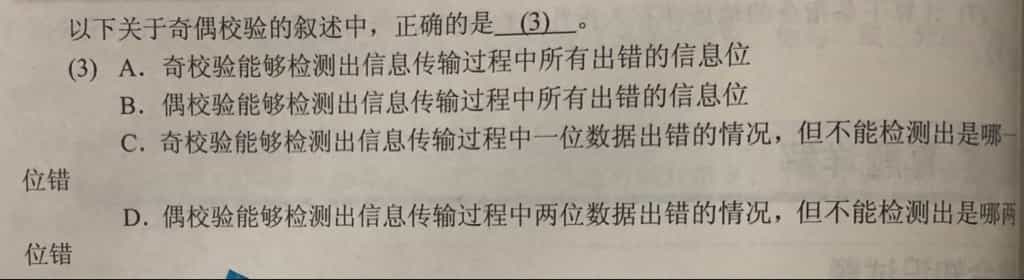 以下关于奇偶校验的叙述中，正确的是 (3) 。
(3) A. 奇校验能够检测出信息传输过程中所有出错的信息位
B. 偶校验能够检测出信息传输过程中所有出错的信息位
C. 奇校验能够检测出信息传输过程中一位数据出错的情况，但不能检测出是哪一
位错
D. 偶校验能够检测出信息传输过程中两位数据出错的情况，但不能检测出是哪两
位错